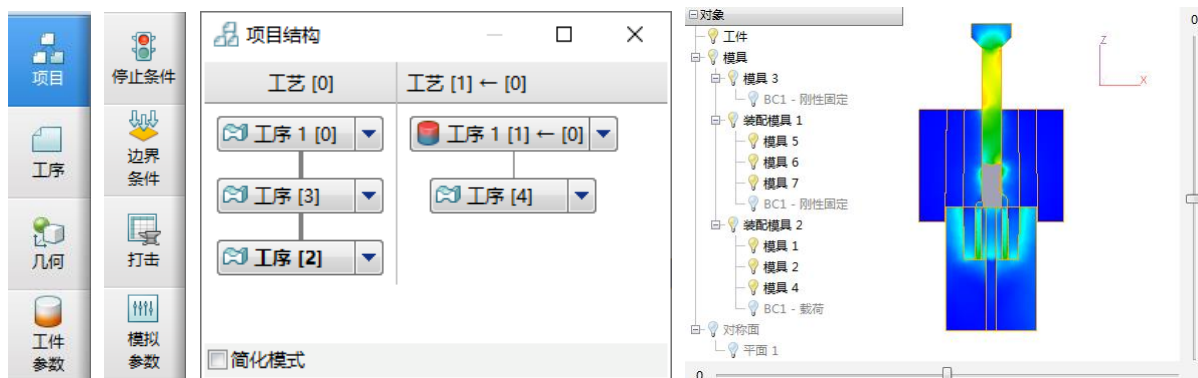 项目
工序
几何
工件
参数
停止条件
边界
条件
打击
模拟
参数
项目结构
工艺 [0]
工艺 [1] ← [0]
工序 1 [0]
工序 1 [1] ← [0]
工序 [3]
工序 [4]
工序 [2]
简化模式
对象
工件
模具
模具 3
BC1 - 刚性固定
装配模具 1
模具 5
模具 6
模具 7
BC1 - 刚性固定
装配模具 2
模具 1
模具 2
模具 4
BC1 - 载荷
对称面
平面 1
Z
X
0
0